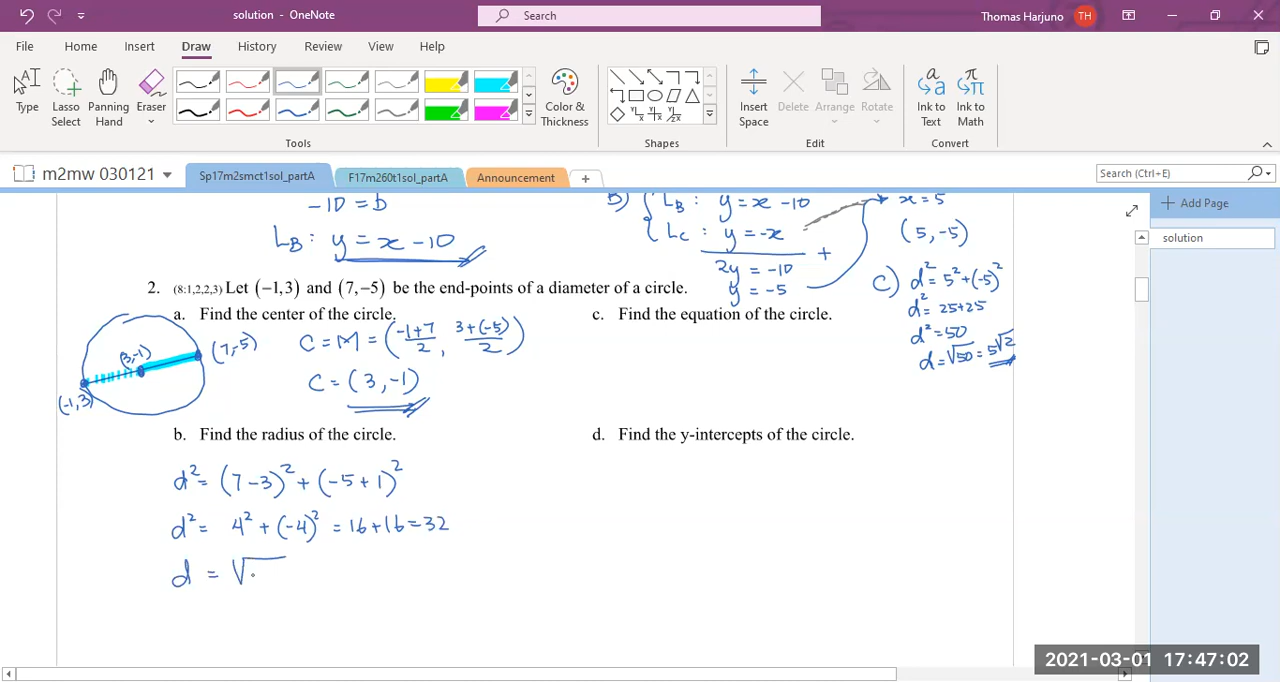 solution - OneNote
Search
Thomas Harjuno TH
File Home Insert Draw History Review View Help
Type Lasso Select Panning Hand Eraser Color & Thickness Insert Space Delete Arrange Rotate Ink to Text Ink to Math
Tools Shapes Edit Convert
m2mw 030121 Sp17m2smct1sol_partA F17m260t1sol_partA Announcement + Search (Ctrl+E)
Add Page
solution
-10 = b
L_B : y = x -10
B) { L_B : y = x -10
L_C : y = -x
2y = -10 +
y = -5
x = 5
(5, -5)
C) d² = 5² + (-5)²
d² = 25+25
d² = 50
d = √50 = 5√2
2. (8:1,2,2,3) Let (−1,3) and (7,−5) be the end-points of a diameter of a circle.
a. Find the center of the circle.
(3,-1)
(7,-5)
(-1,3)
C = M = (-1+7/2, 3+(-5)/2)
C = (3, -1)
b. Find the radius of the circle.
d² = (7-3)² + (-5+1)²
d² = 4² + (-4)² = 16+16 = 32
d = √
c. Find the equation of the circle.
d. Find the y-intercepts of the circle.
2021-03-01 17:47:02